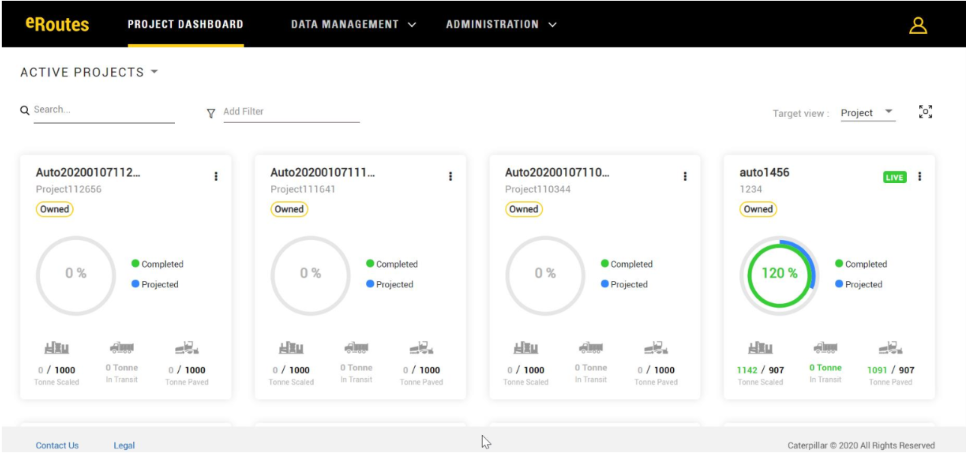 eRoutes PROJECT DASHBOARD DATA MANAGEMENT ADMINISTRATION
ACTIVE PROJECTS
Search... Add Filter Target view : Project
Auto20200107112... Auto20200107111... Auto20200107110... auto1456 LIVE
Project112656 Project111641 Project110344 1234
Owned Owned Owned Owned
Completed Completed Completed Completed
0 % 0 % 0 % 120 %
Projected Projected Projected Projected
0 / 1000 0 Tonne 0 / 1000 0 / 1000 0 Tonne 0 / 1000 0 / 1000 0 Tonne 0 / 1000 1142 / 907 0 Tonne 1091 / 907
Tonne Scaled In Transit Tonne Paved Tonne Scaled In Transit Tonne Paved Tonne Scaled In Transit Tonne Paved Tonne Scaled In Transit Tonne Paved
Contact Us Legal Caterpillar © 2020 All Rights Reserved